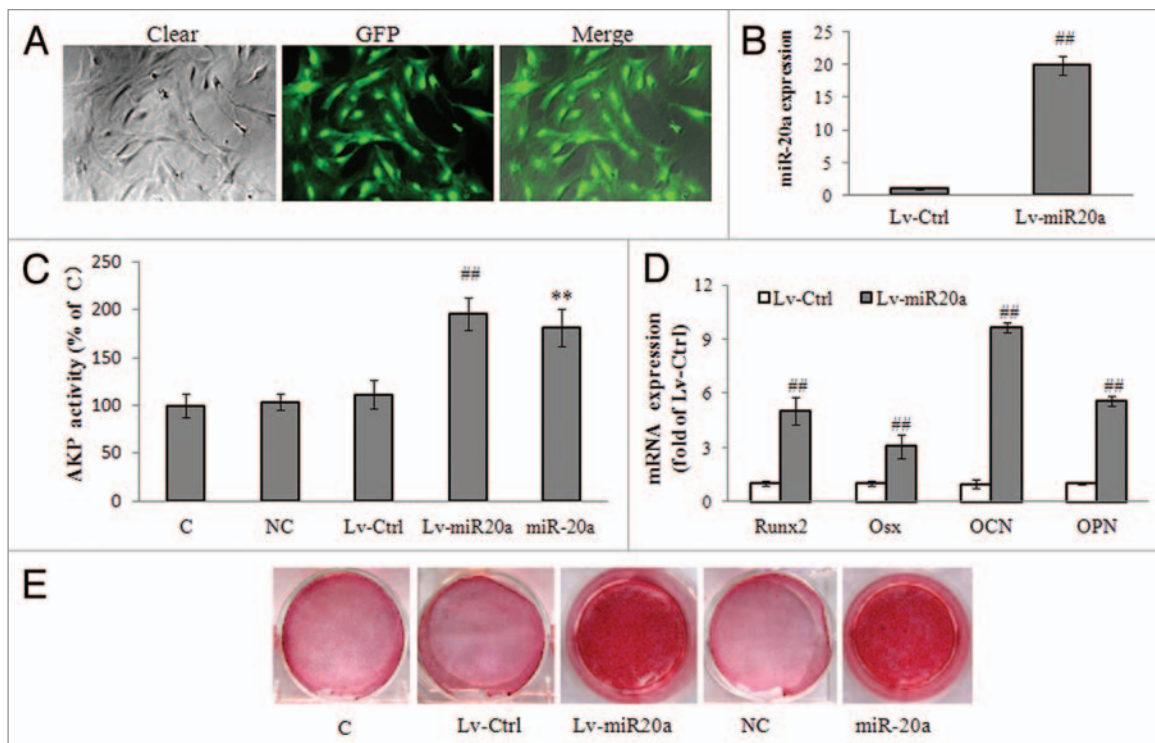 A
Clear GFP Merge
B
miR-20a expression
25
20
15
10
5
0
##
Lv-Ctrl Lv-miR20a
C
AKP activity (% of C)
250
200
150
100
50
0
## **
C NC Lv-Ctrl Lv-miR20a miR-20a
D
mRNA expression
(fold of Lv-Ctrl)
12
9
6
3
0
Lv-Ctrl Lv-miR20a
## ## ## ##
Runx2 Osx OCN OPN
E
C Lv-Ctrl Lv-miR20a NC miR-20a